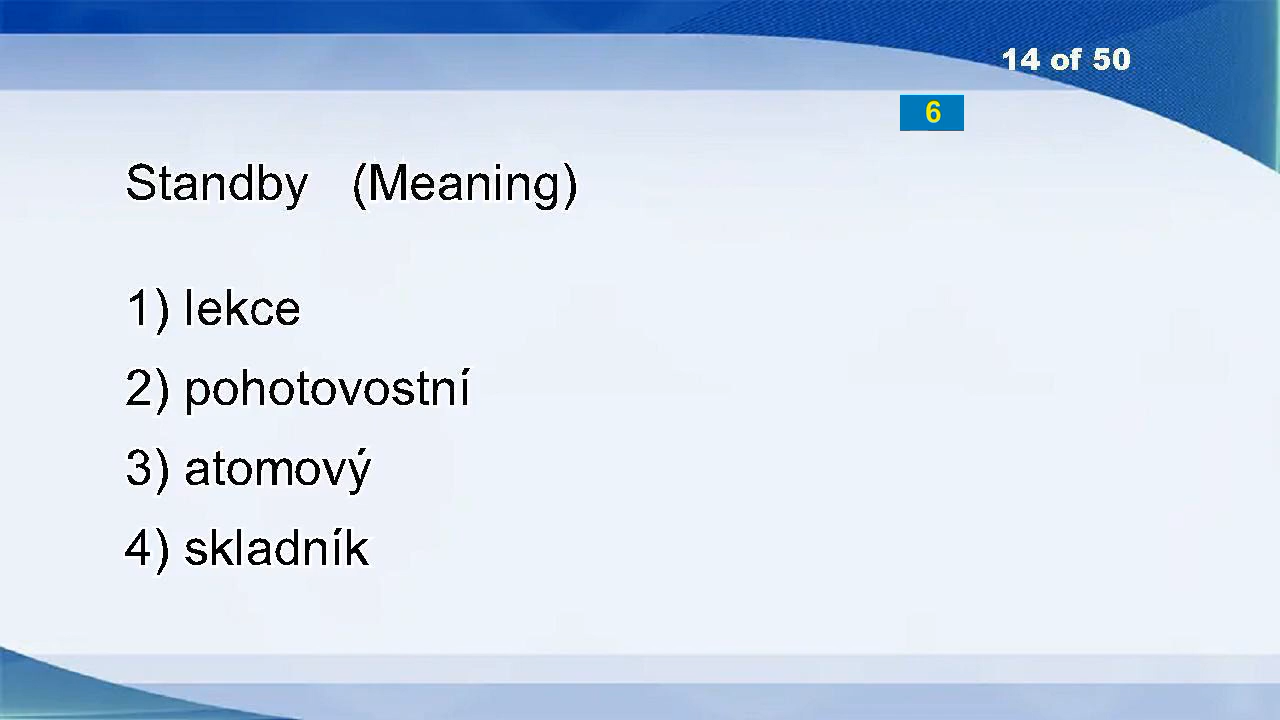 14 of 50
6
Standby (Meaning)
1) lekce
2) pohotovostní
3) atomový
4) skladník